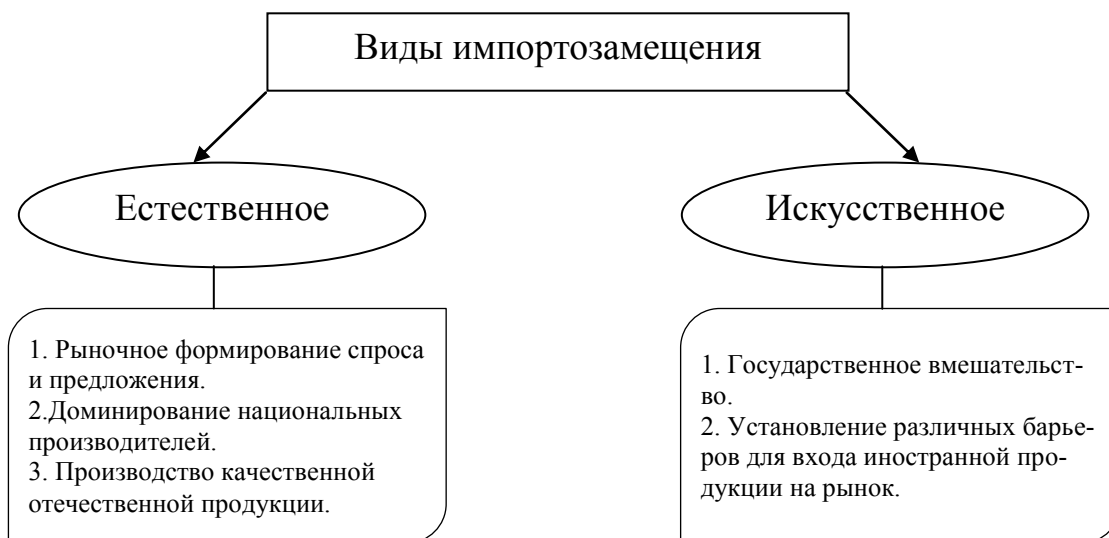 Виды импортозамещения
Естественное
Искусственное
1. Рыночное формирование спроса
и предложения.
2.Доминирование национальных
производителей.
3. Производство качественной
отечественной продукции.
1. Государственное вмешательст-
во.
2. Установление различных барье-
ров для входа иностранной про-
дукции на рынок.